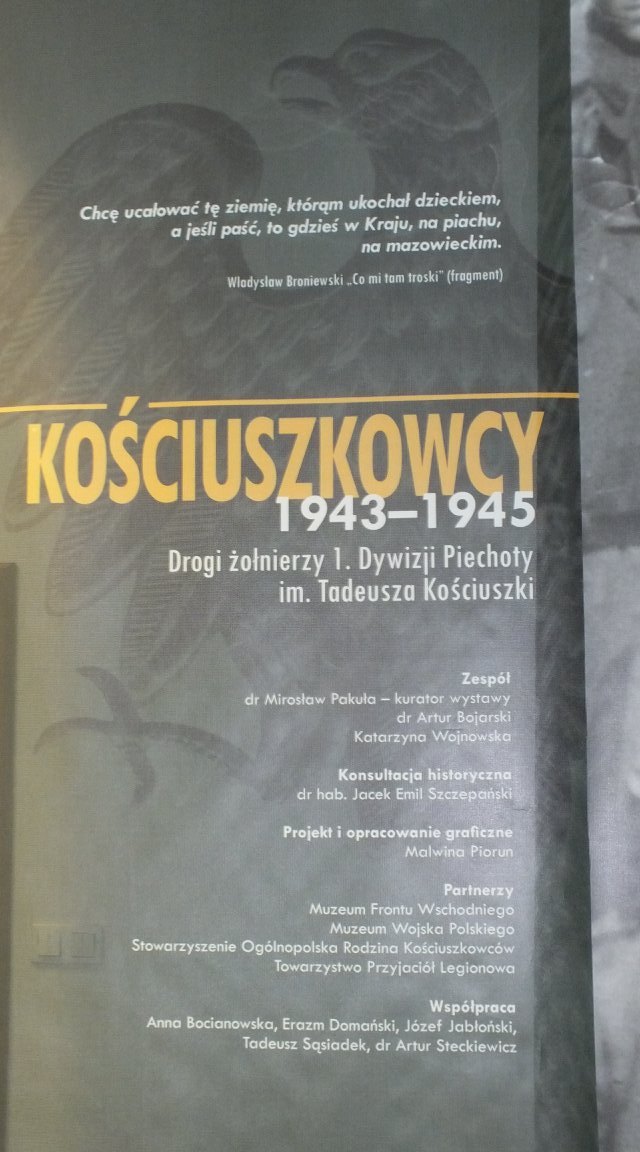 Chcę ucałować tę ziemię, którąm ukochał dzieckiem,
a jeśli paść, to gdzieś w Kraju, na piachu,
na mazowieckim.
Władysław Broniewski „Co mi tam troski” (fragment)
KOŚCIUSZKOWCY
1943–1945
Drogi żołnierzy 1. Dywizji Piechoty
im. Tadeusza Kościuszki
Zespół
dr Mirosław Pakuła – kurator wystawy
dr Artur Bojarski
Katarzyna Wojnowska
Konsultacja historyczna
dr hab. Jacek Emil Szczepański
Projekt i opracowanie graficzne
Malwina Piorun
Partnerzy
Muzeum Frontu Wschodniego
Muzeum Wojska Polskiego
Stowarzyszenie Ogólnopolska Rodzina Kościuszkowców
Towarzystwo Przyjaciół Legionowa
Współpraca
Anna Bocianowska, Erazm Domański, Józef Jabłoński,
Tadeusz Sąsiadek, dr Artur Steckiewicz